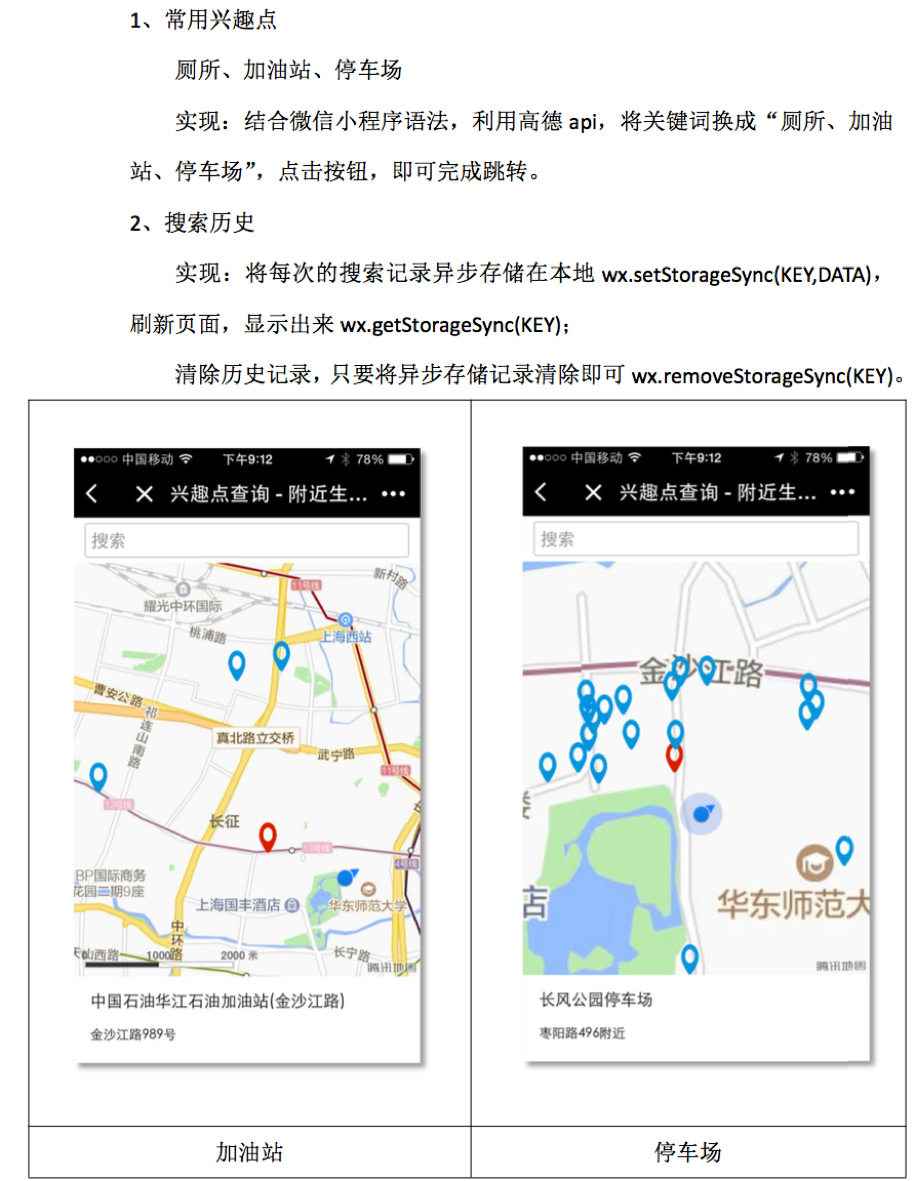 1、常用兴趣点
厕所、加油站、停车场
实现：结合微信小程序语法，利用高德 api，将关键词换成“厕所、加油
站、停车场”，点击按钮，即可完成跳转。
2、搜索历史
实现：将每次的搜索记录异步存储在本地 wx.setStorageSync(KEY,DATA)，
刷新页面，显示出来 wx.getStorageSync(KEY)；
清除历史记录，只要将异步存储记录清除即可 wx.removeStorageSync(KEY)。
中国移动 下午9:12 78%
兴趣点查询 - 附近生...
搜索
新村路
11号线
耀光中环国际
桃浦路
上海西站
曹安公路
祁连山南路
真北路立交桥
武宁路
11号线
13号线
长征
13号线
4号线
BP国际商务
花园二期9座
上海国丰酒店
华东师范大学
中环路
天山西路
1000
2000 米
长宁路
腾讯地图
中国石油华江石油加油站(金沙江路)
金沙江路989号
中国移动 下午9:12 78%
兴趣点查询 - 附近生...
搜索
金沙江路
店
华东师范大
腾讯地图
长风公园停车场
枣阳路496附近
加油站
停车场